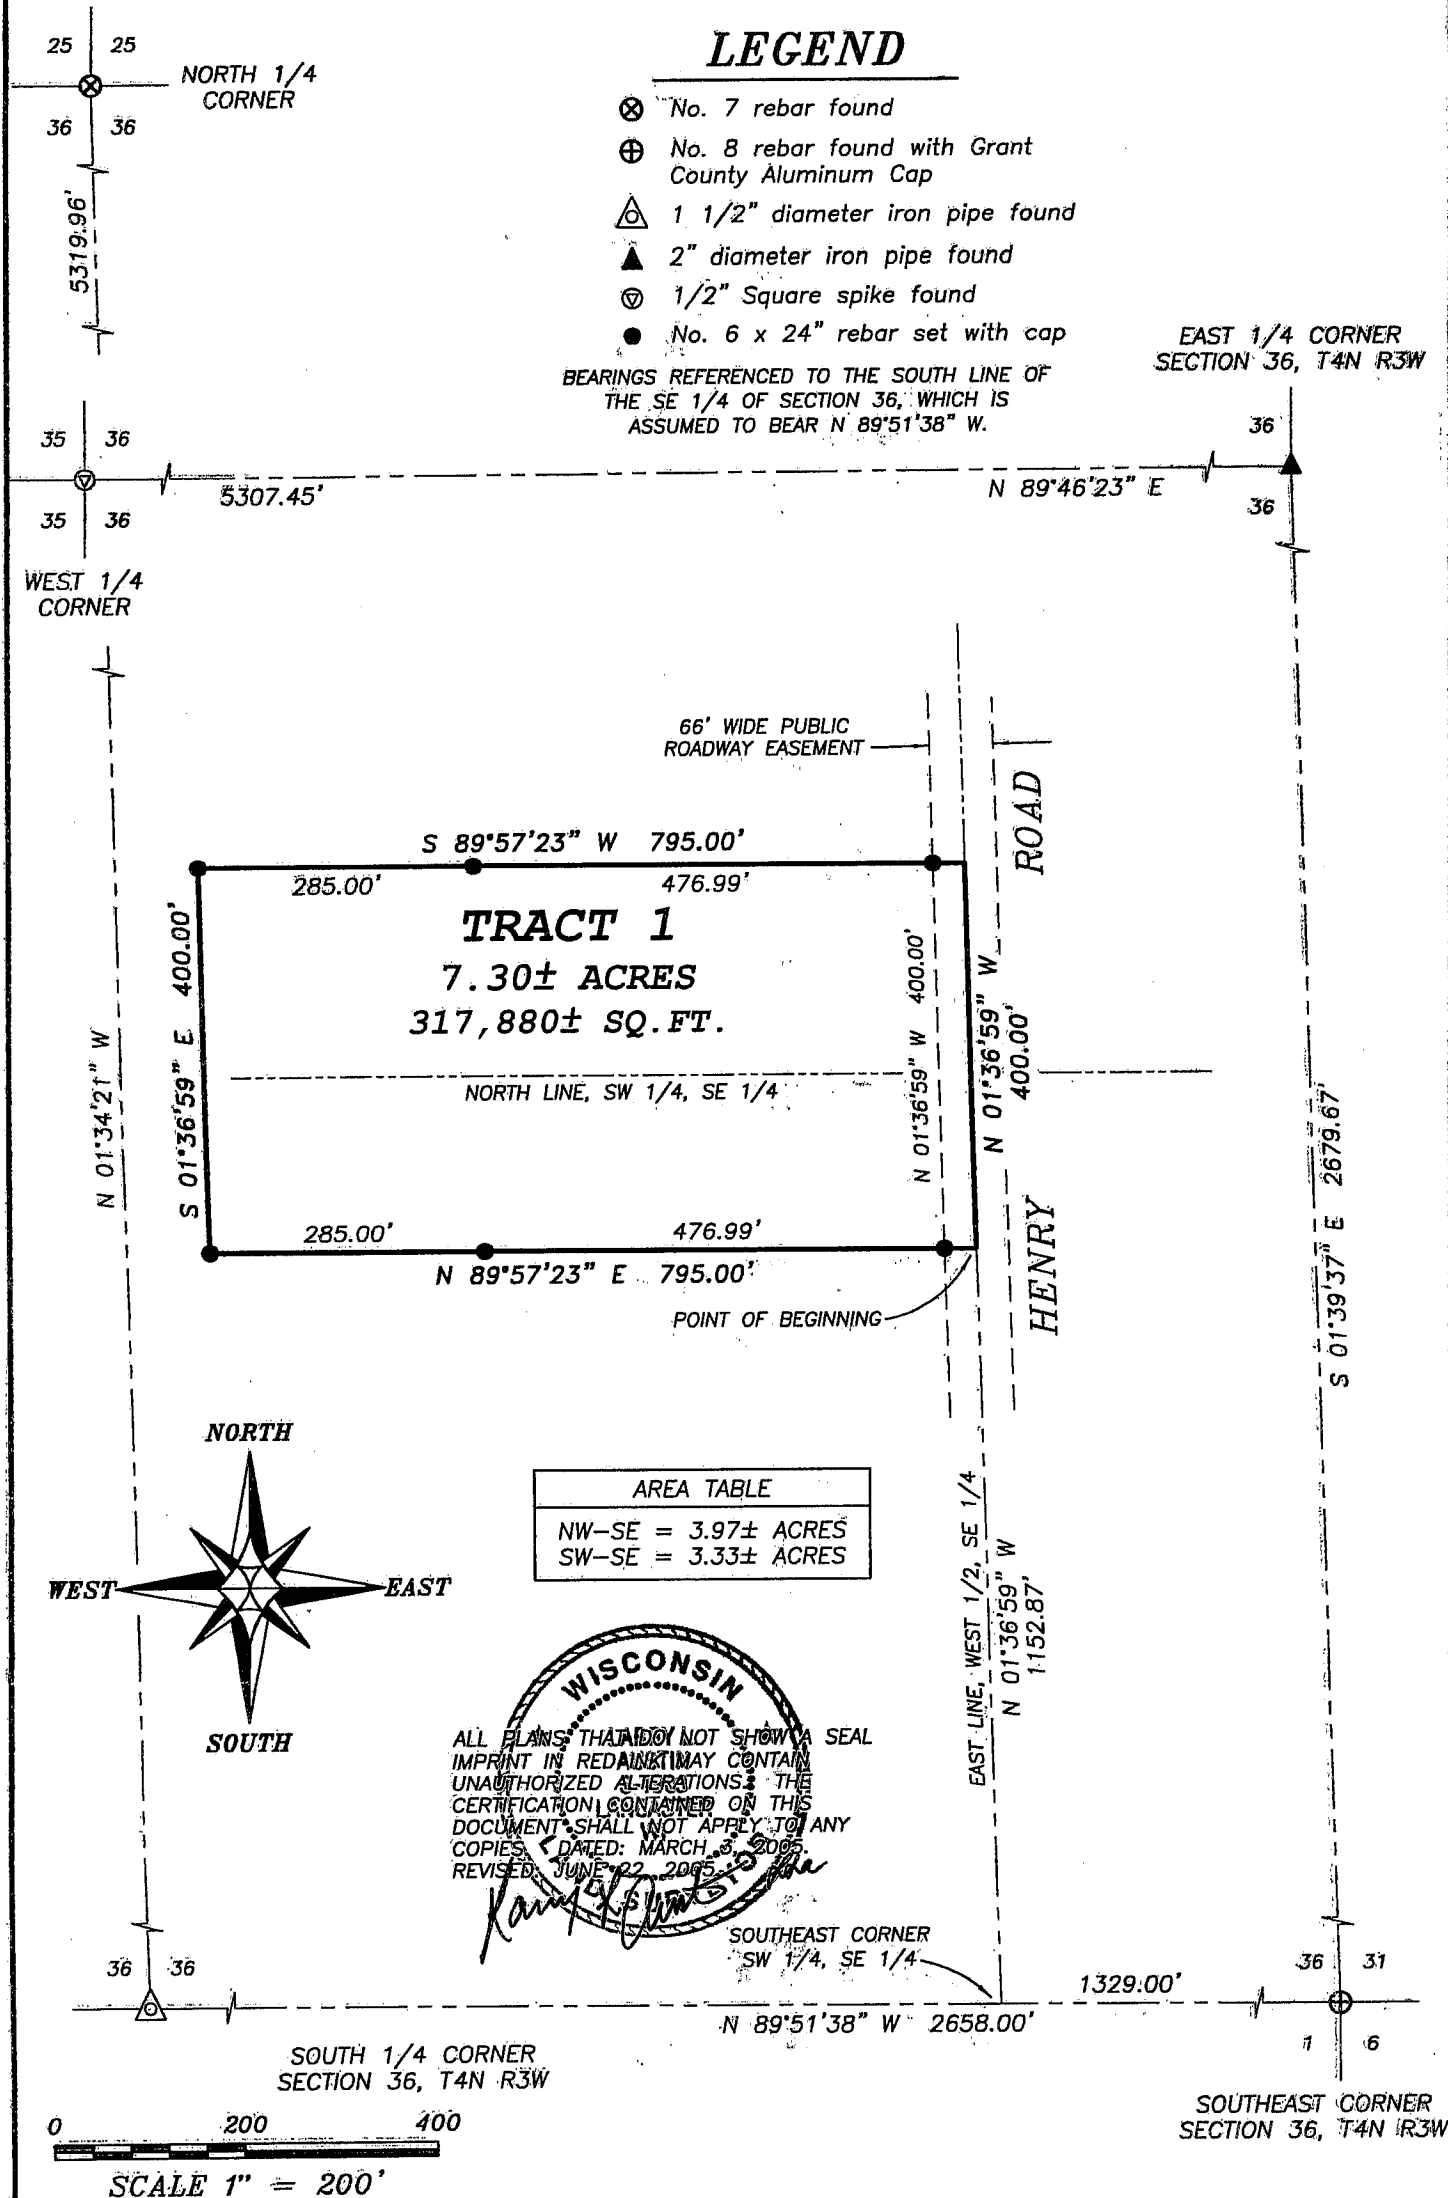 LEGEND
25 25
NORTH 1/4
CORNER
36 36
5319.96'
No. 7 rebar found
No. 8 rebar found with Grant
County Aluminum Cap
1 1/2" diameter iron pipe found
2" diameter iron pipe found
1/2" Square spike found
No. 6 x 24" rebar set with cap
BEARINGS REFERENCED TO THE SOUTH LINE OF
THE SE 1/4 OF SECTION 36, WHICH IS
ASSUMED TO BEAR N 89°51'38" W.
EAST 1/4 CORNER
SECTION 36, T4N R3W
36
36
35 36
35 36
5307.45'
N 89°46'23" E
WEST 1/4
CORNER
66' WIDE PUBLIC
ROADWAY EASEMENT
HENRY ROAD
S 89°57'23" W 795.00'
285.00'
476.99'
TRACT 1
7.30± ACRES
317,880± SQ.FT.
NORTH LINE, SW 1/4, SE 1/4
N 01°34'21" W
S 01°36'59" E 400.00'
N 01°36'59" W 400.00'
N 01°36'59" W
400.00'
S 01°39'37" E 2679.67'
285.00'
476.99'
N 89°57'23" E 795.00'
POINT OF BEGINNING
NORTH
WEST
EAST
SOUTH
AREA TABLE
NW-SE = 3.97± ACRES
SW-SE = 3.33± ACRES
EAST LINE, WEST 1/2, SE 1/4
N 01°36'59" W
1152.87'
WISCONSIN
ALL PLANS THAT DO NOT SHOW A SEAL
IMPRINT IN RED INK MAY CONTAIN
UNAUTHORIZED ALTERATIONS. THE
CERTIFICATION CONTAINED ON THIS
DOCUMENT SHALL NOT APPLY TO ANY
COPIES. DATED: MARCH 3, 2005.
REVISED: JUNE 22, 2005.
SOUTHEAST CORNER
SW 1/4, SE 1/4
36 36
36 31
1329.00'
N 89°51'38" W 2658.00'
1 6
SOUTH 1/4 CORNER
SECTION 36, T4N R3W
SOUTHEAST CORNER
SECTION 36, T4N R3W
0 200 400
SCALE 1" = 200'